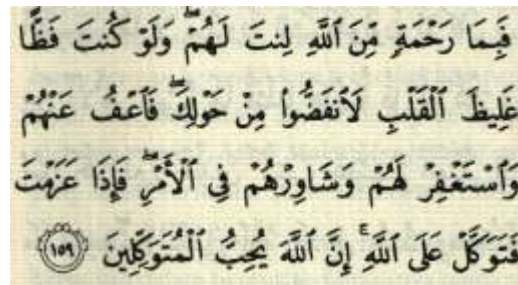 فَبِمَا رَحْمَةٍ مِّنَ ٱللَّهِ لِنتَ لَهُمْ ۖ وَلَوْ كُنتَ فَظًّا
غَلِيظَ ٱلْقَلْبِ لَٱنفَضُّوا۟ مِنْ حَوْلِكَ ۖ فَٱعْفُ عَنْهُمْ
وَٱسْتَغْفِرْ لَهُمْ وَشَاوِرْهُمْ فِى ٱلْأَمْرِ ۖ فَإِذَا عَزَمْتَ
فَتَوَكَّلْ عَلَى ٱللَّهِ ۚ إِنَّ ٱللَّهَ يُحِبُّ ٱلْمُتَوَكِّلِينَ ١٥٩